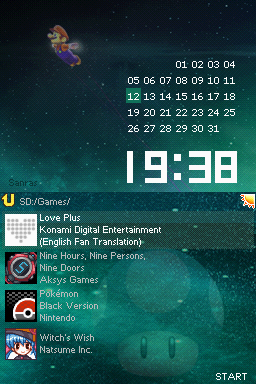 01 02 03 04
05 06 07 08 09 10 11
12 13 14 15 16 17 18
19 20 21 22 23 24 25
26 27 28 29 30 31
19:38
SD:/Games/
Love Plus
Konami Digital Entertainment
(English Fan Translation)
Nine Hours, Nine Persons,
Nine Doors
Aksys Games
Pokémon
Black Version
Nintendo
Witch's Wish
Natsume Inc.
START